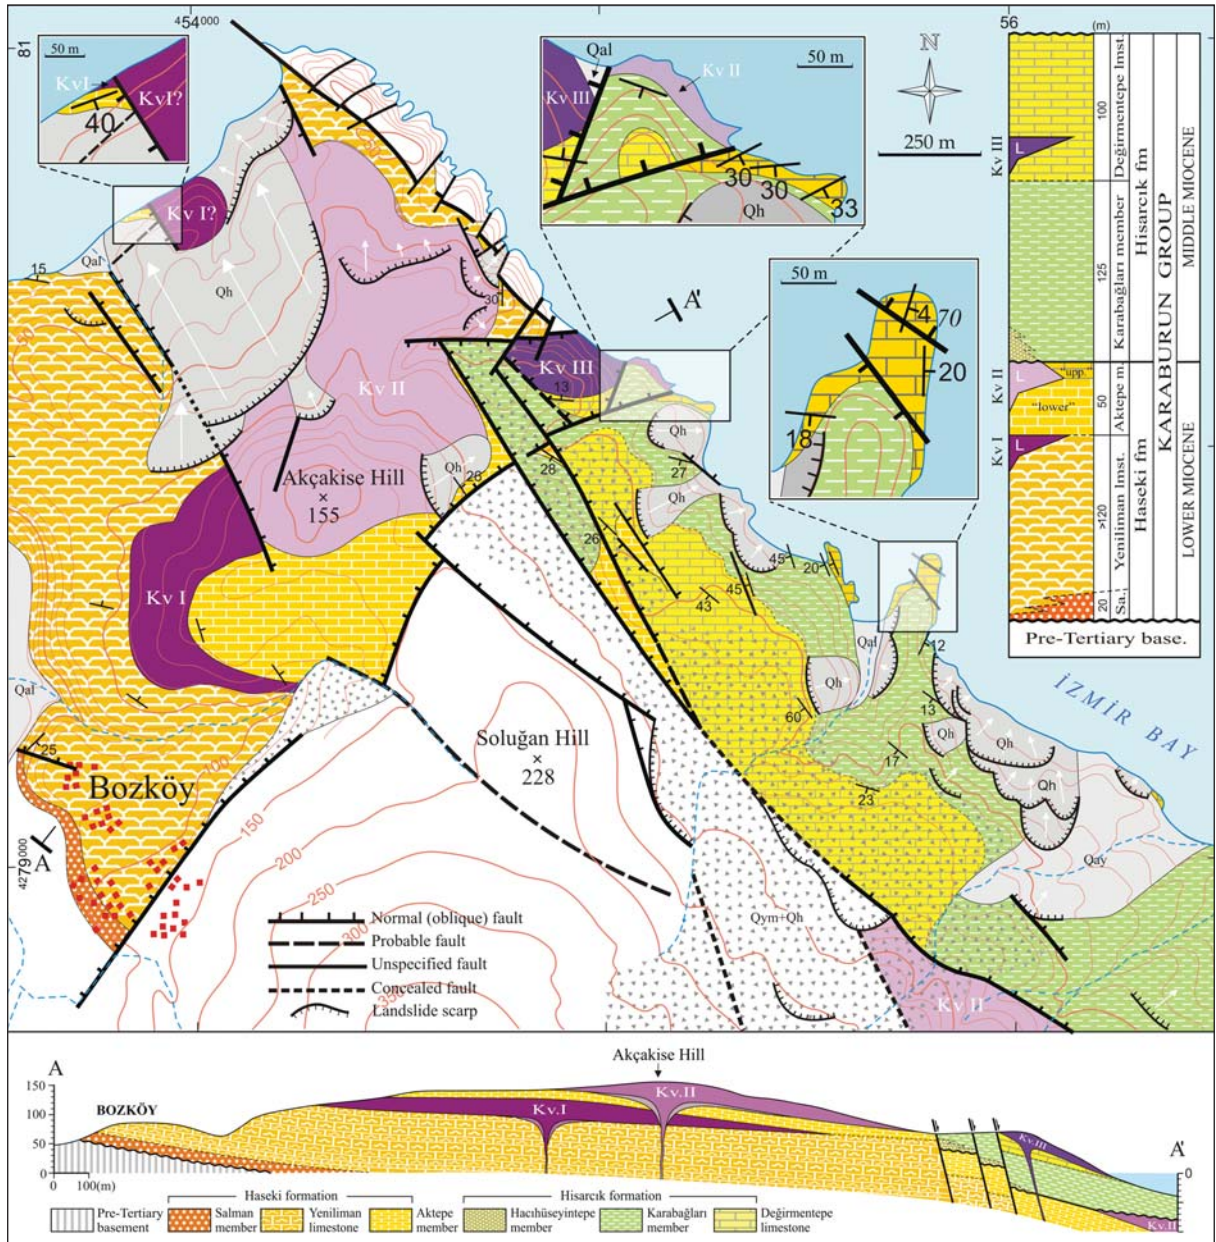 454000
56
81
50 m
KvI
KvI?
40
Qal
50 m
Kv III
Kv II
30
30
33
Qh
N
250 m
(m)
Kv III
L
100
Değirmentepe lmst.
125
Karabağları member
Hisarcık fm
MIDDLE MIOCENE
KARABURUN GROUP
Kv II
L
"upp."
"lower"
50
Aktepe m.
Kv I
L
>120
Yeniliman lmst.
Haseki fm
LOWER MIOCENE
20
Sa.
Pre-Tertiary base.
Kv I?
Qal
15
Qh
30
A'
50 m
4
70
20
18
Kv II
Kv III
13
Akçakise Hill
155
Qh
26
28
Qh
27
Qh
26
45
20
45
43
Kv I
Qal
12
Qh
60
13
Qh
Qh
Qh
17
23
Qay
İZMİR BAY
Qal
25
Bozköy
A
4279000
Soluğan Hill
228
100
150
200
250
300
350
Qym+Qh
Kv II
Normal (oblique) fault
Probable fault
Unspecified fault
Concealed fault
Landslide scarp
A
Akçakise Hill
A'
150
100
50
0
BOZKÖY
Kv.II
Kv.I
Kv.III
Kv.II
0
0 100(m)
Haseki formation
Hisarcık formation
Pre-Tertiary basement
Salman member
Yeniliman limestone
Aktepe member
Hacıhüseyintepe member
Karabağları member
Değirmentepe limestone